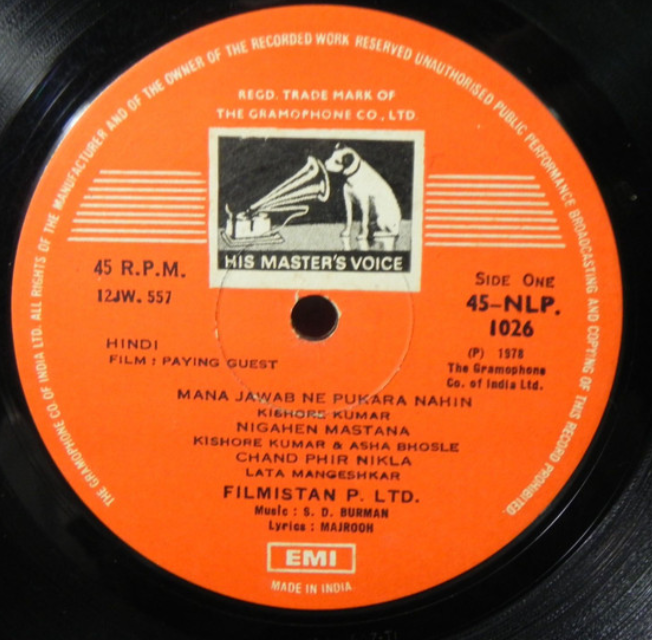 THE GRAMOPHONE CO OF INDIA LTD. ALL RIGHTS OF THE MANUFACTURER AND OF THE OWNER OF THE RECORDED WORK RESERVED UNAUTHORISED PUBLIC PERFORMANCE BROADCASTING AND COPYING OF THIS RECORD PROHIBITED.
REGD. TRADE MARK OF
THE GRAMOPHONE CO., LTD.
HIS MASTER'S VOICE
45 R.P.M.
12JW. 557
SIDE ONE
45-NLP.
1026
(P) 1978
The Gramophone
Co. of India Ltd.
HINDI
FILM : PAYING GUEST
MANA JAWAB NE PUKARA NAHIN
KISHORE KUMAR
NIGAHEN MASTANA
KISHORE KUMAR & ASHA BHOSLE
CHAND PHIR NIKLA
LATA MANGESHKAR
FILMISTAN P. LTD.
Music : S. D. BURMAN
Lyrics : MAJROOH
EMI
MADE IN INDIA